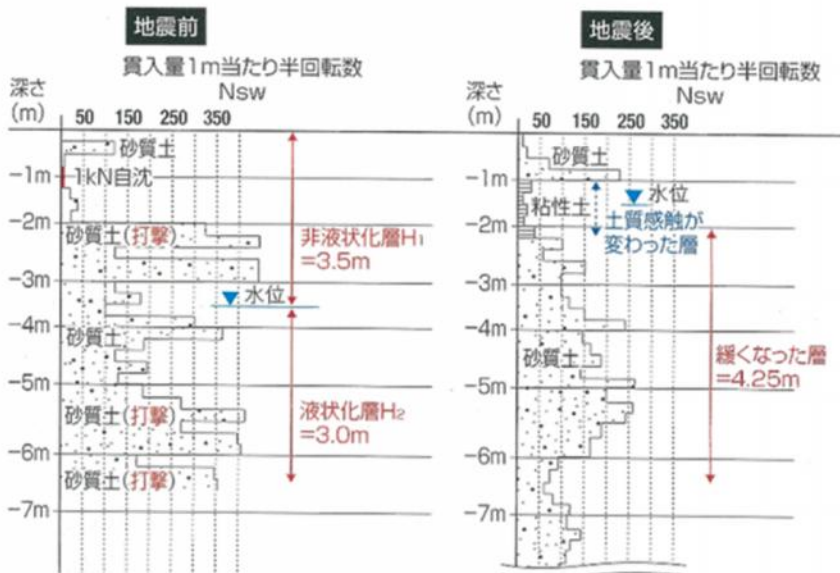 地震前
貫入量1m当たり半回転数
Nsw
深さ
(m)
50 150 250 350
砂質土
-1m
1kN自沈
-2m
砂質土(打撃)
非液状化層H₁
=3.5m
-3m
水位
-4m
砂質土
-5m
砂質土(打撃)
液状化層H₂
=3.0m
-6m
砂質土(打撃)
-7m
地震後
貫入量1m当たり半回転数
Nsw
深さ
(m)
50 150 250 350
砂質土
-1m
水位
粘性土
土質感触が
変わった層
-2m
-3m
-4m
砂質土
緩くなった層
=4.25m
-5m
-6m
-7m